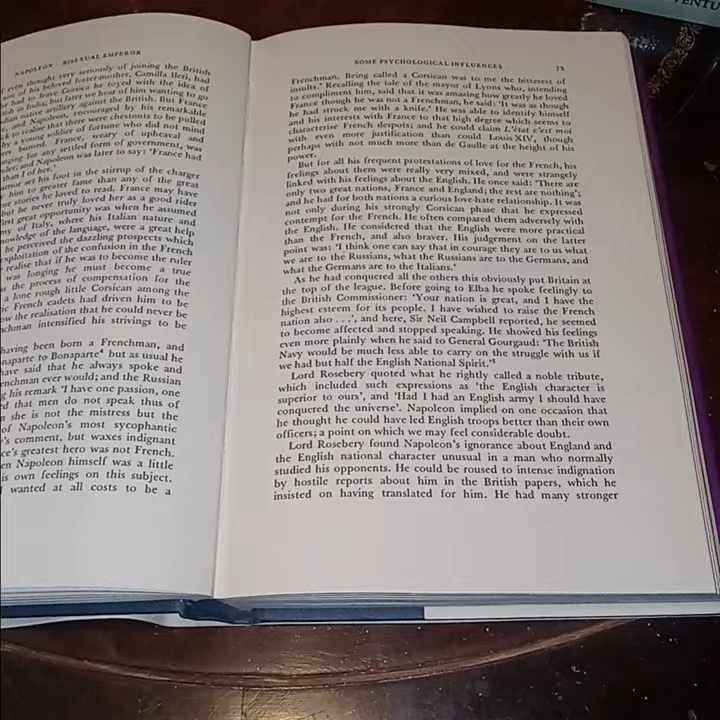 NAPOLEON – BISEXUAL EMPEROR
even thought very seriously of joining the British
of his beloved foster-mother, Camilla Ileri, had
had to leave Corsica he toyed with the idea of
in India; but later we hear of him wanting to go
native artillery against the British. But France
and Napoleon, encouraged by his remarkable
to realise that there were chestnuts to be pulled
by a young soldier of fortune who did not mind
burned. France, weary of upheaval and
for any settled form of government, was
and Napoleon was later to say: 'France had
than I of her.'
set his foot in the stirrup of the charger
him to greater fame than any of the great
stories he loved to read. France may have
but he never truly loved her as a good rider
first great opportunity was when he assumed
of Italy, where his Italian nature and
knowledge of the language, were a great help
he perceived the dazzling prospects which
exploitation of the confusion in the French
realise that if he was to become the ruler
was longing he must become a true
the process of compensation for the
a lone rough little Corsican among the
French cadets had driven him to be
the realisation that he could never be
intensified his strivings to be
having been born a Frenchman, and
to Bonaparte⁴ but as usual he
have said that he always spoke and
ever would; and the Russian
his remark 'I have one passion, one
that men do not speak thus of
she is not the mistress but the
of Napoleon's most sycophantic
comment, but waxes indignant
greatest hero was not French.
Napoleon himself was a little
is own feelings on this subject.
I wanted at all costs to be a
SOME PSYCHOLOGICAL INFLUENCES 75
Frenchman. Being called a Corsican was to me the bitterest of
insults.' Recalling the tale of the mayor of Lyons who, intending
to compliment him, said that it was amazing how greatly he loved
France though he was not a Frenchman, he said: 'It was as though
he had struck me with a knife.' He was able to identify himself
and his interests with France to that high degree which seems to
characterise French despots; and he could claim L'état c'est moi
with even more justification than could Louis XIV, though
perhaps with not much more than de Gaulle at the height of his
power.
But for all his frequent protestations of love for the French, his
feelings about them were really very mixed, and were strangely
linked with his feelings about the English. He once said: 'There are
only two great nations, France and England; the rest are nothing';
and he had for both nations a curious love-hate relationship. It was
not only during his strongly Corsican phase that he expressed
contempt for the French. He often compared them adversely with
the English. He considered that the English were more practical
than the French, and also braver. His judgement on the latter
point was: 'I think one can say that in courage they are to us what
we are to the Russians, what the Russians are to the Germans, and
what the Germans are to the Italians.'
As he had conquered all the others this obviously put Britain at
the top of the league. Before going to Elba he spoke feelingly to
the British Commissioner: 'Your nation is great, and I have the
highest esteem for its people. I have wished to raise the French
nation also . . .', and here, Sir Neil Campbell reported, he seemed
to become affected and stopped speaking. He showed his feelings
even more plainly when he said to General Gourgaud: 'The British
Navy would be much less able to carry on the struggle with us if
we had but half the English National Spirit.'⁵
Lord Rosebery quoted what he rightly called a noble tribute,
which included such expressions as 'the English character is
superior to ours', and 'Had I had an English army I should have
conquered the universe'. Napoleon implied on one occasion that
he thought he could have led English troops better than their own
officers; a point on which we may feel considerable doubt.
Lord Rosebery found Napoleon's ignorance about England and
the English national character unusual in a man who normally
studied his opponents. He could be roused to intense indignation
by hostile reports about him in the British papers, which he
insisted on having translated for him. He had many stronger